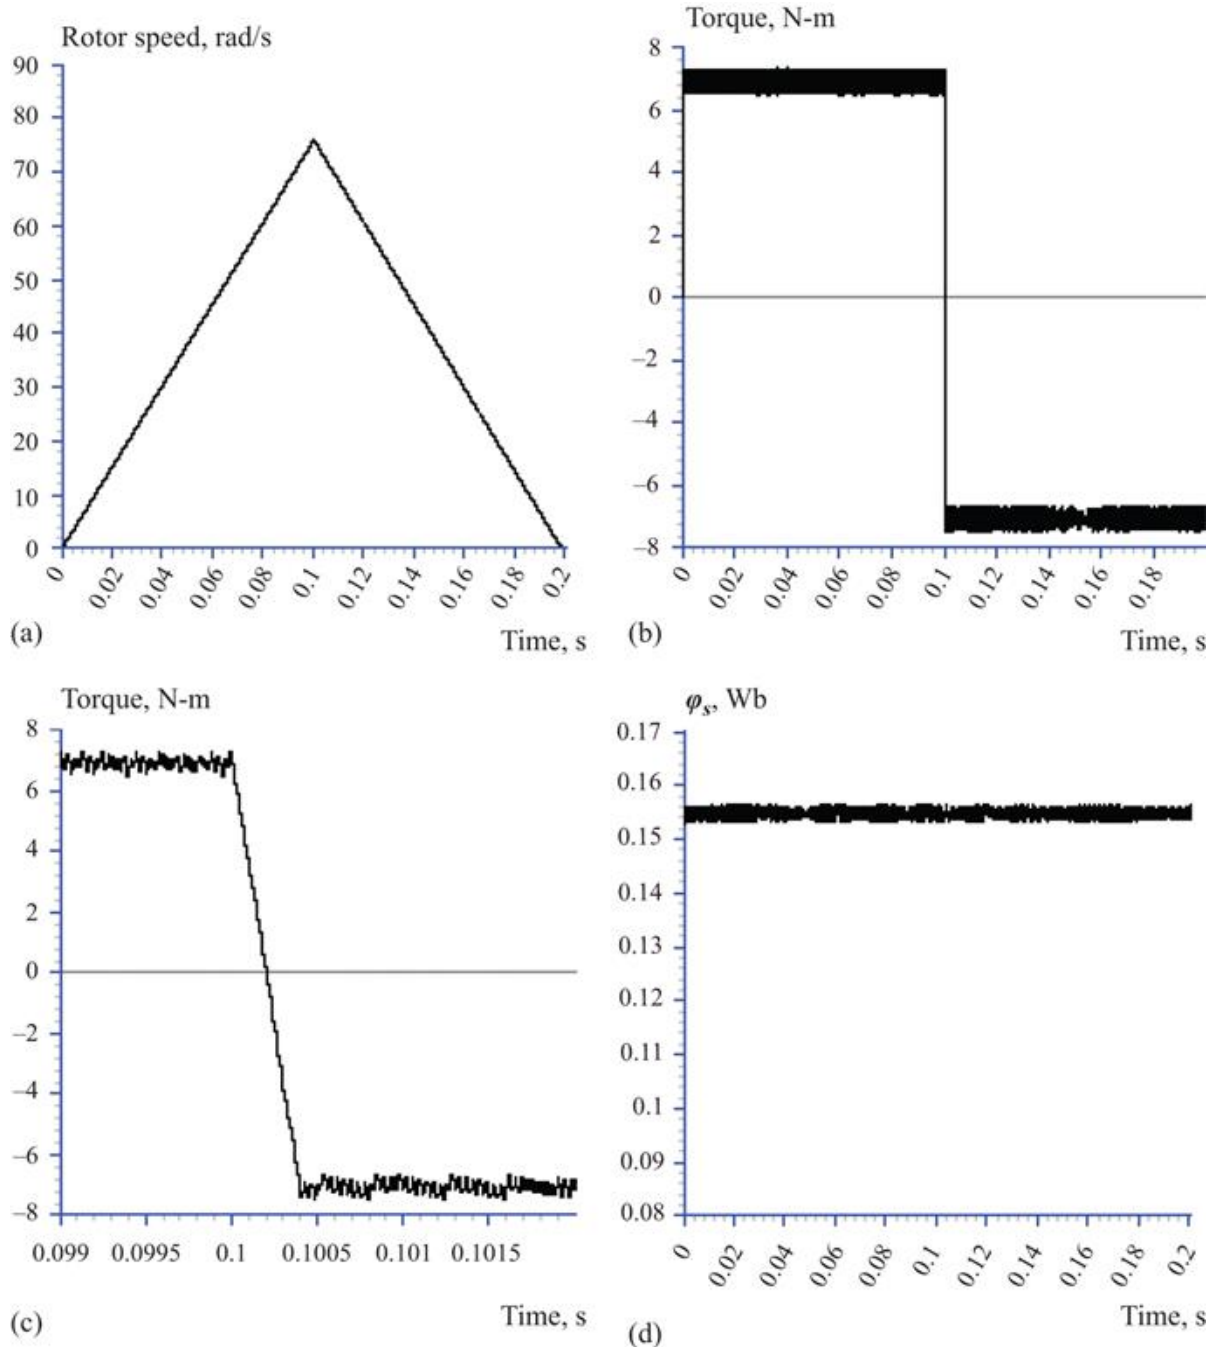 Rotor speed, rad/s
90
80
70
60
50
40
30
20
10
0
0 0.02 0.04 0.06 0.08 0.1 0.12 0.14 0.16 0.18 0.2
Time, s
(a)
Torque, N-m
8
6
4
2
0
–2
–4
–6
–8
0 0.02 0.04 0.06 0.08 0.1 0.12 0.14 0.16 0.18
Time, s
(b)
Torque, N-m
8
6
4
2
0
–2
–4
–6
–8
0.099 0.0995 0.1 0.1005 0.101 0.1015
Time, s
(c)
φs, Wb
0.17
0.16
0.15
0.14
0.13
0.12
0.11
0.1
0.09
0.08
0 0.02 0.04 0.06 0.08 0.1 0.12 0.14 0.16 0.18 0.2
Time, s
(d)